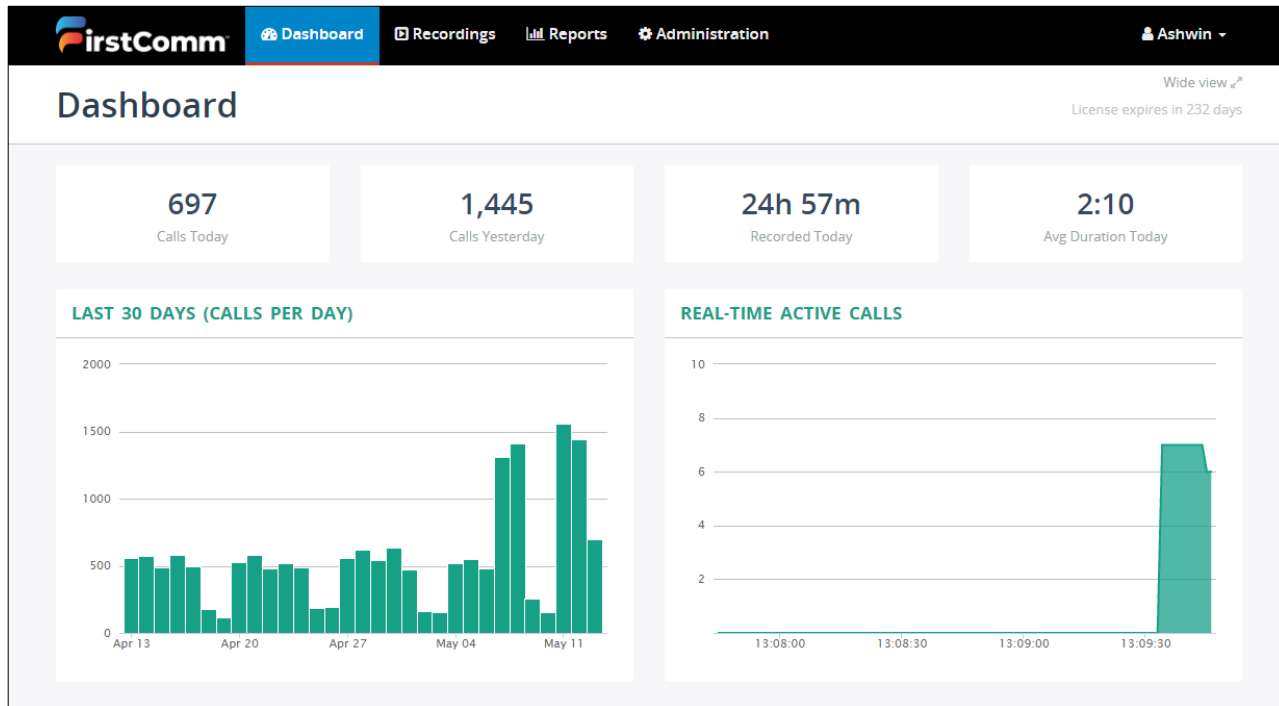 FirstComm Dashboard Recordings Reports Administration Ashwin
Wide view
Dashboard
License expires in 232 days
697
Calls Today
1,445
Calls Yesterday
24h 57m
Recorded Today
2:10
Avg Duration Today
LAST 30 DAYS (CALLS PER DAY)
2000
1500
1000
500
0
Apr 13 Apr 20 Apr 27 May 04 May 11
REAL-TIME ACTIVE CALLS
10
8
6
4
2
13:08:00 13:08:30 13:09:00 13:09:30